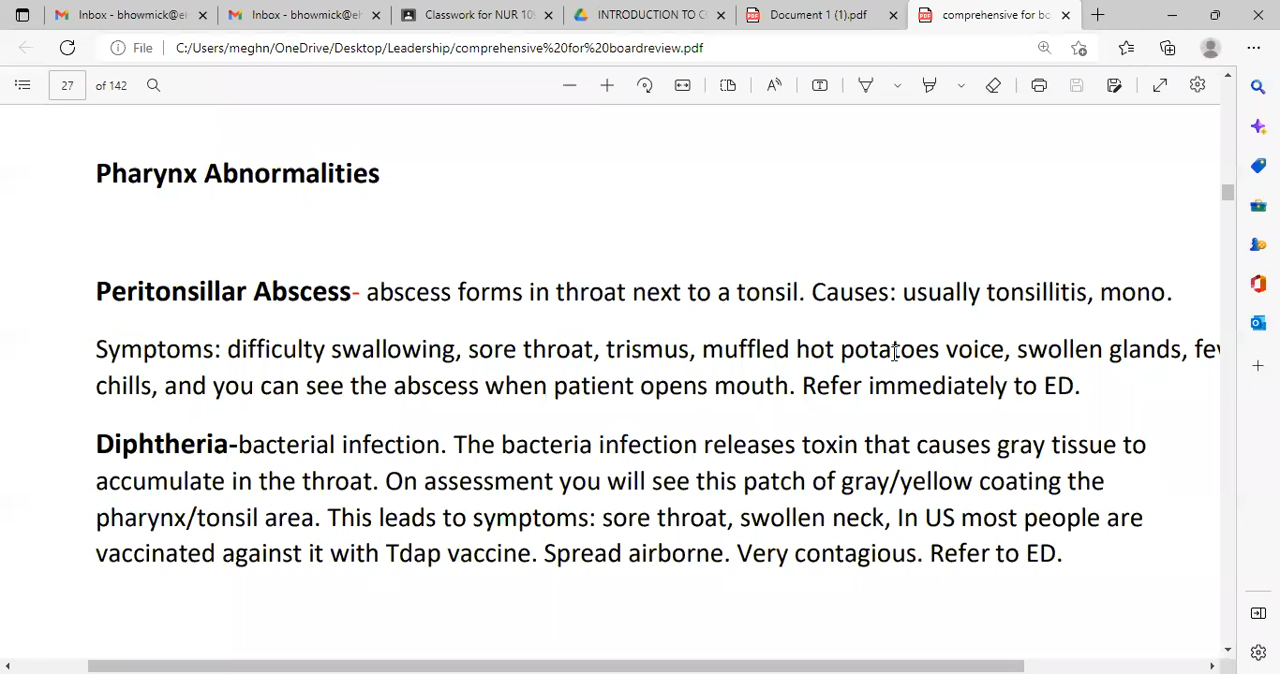 Inbox - bhowmick@eh
Inbox - bhowmick@eh
Classwork for NUR 10
INTRODUCTION TO C
Document 1 (1).pdf
comprehensive for bo
File
C:/Users/meghn/OneDrive/Desktop/Leadership/comprehensive%20for%20boardreview.pdf
27 of 142
Pharynx Abnormalities
Peritonsillar Abscess- abscess forms in throat next to a tonsil. Causes: usually tonsillitis, mono.
Symptoms: difficulty swallowing, sore throat, trismus, muffled hot potatoes voice, swollen glands, fev
chills, and you can see the abscess when patient opens mouth. Refer immediately to ED.
Diphtheria-bacterial infection. The bacteria infection releases toxin that causes gray tissue to
accumulate in the throat. On assessment you will see this patch of gray/yellow coating the
pharynx/tonsil area. This leads to symptoms: sore throat, swollen neck, In US most people are
vaccinated against it with Tdap vaccine. Spread airborne. Very contagious. Refer to ED.